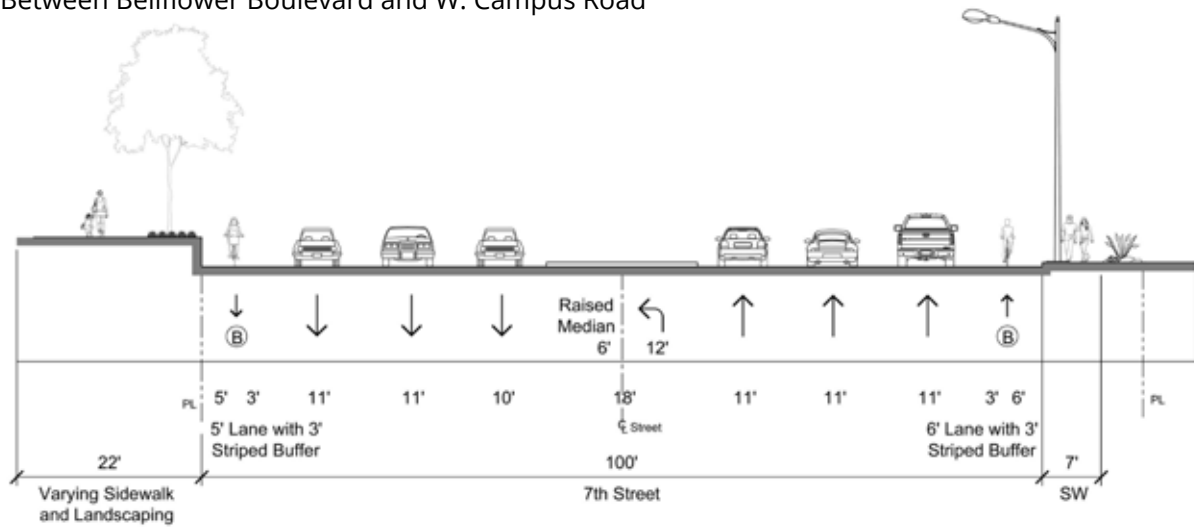 Between Bellflower Boulevard and W. Campus Road
Raised
Median
6' 12'
B B
PL 5' 3' 11' 11' 10' 18' 11' 11' 11' 3' 6' PL
℄ Street
5' Lane with 3'
Striped Buffer
6' Lane with 3'
Striped Buffer
22' 100' 7'
Varying Sidewalk
and Landscaping
7th Street
SW